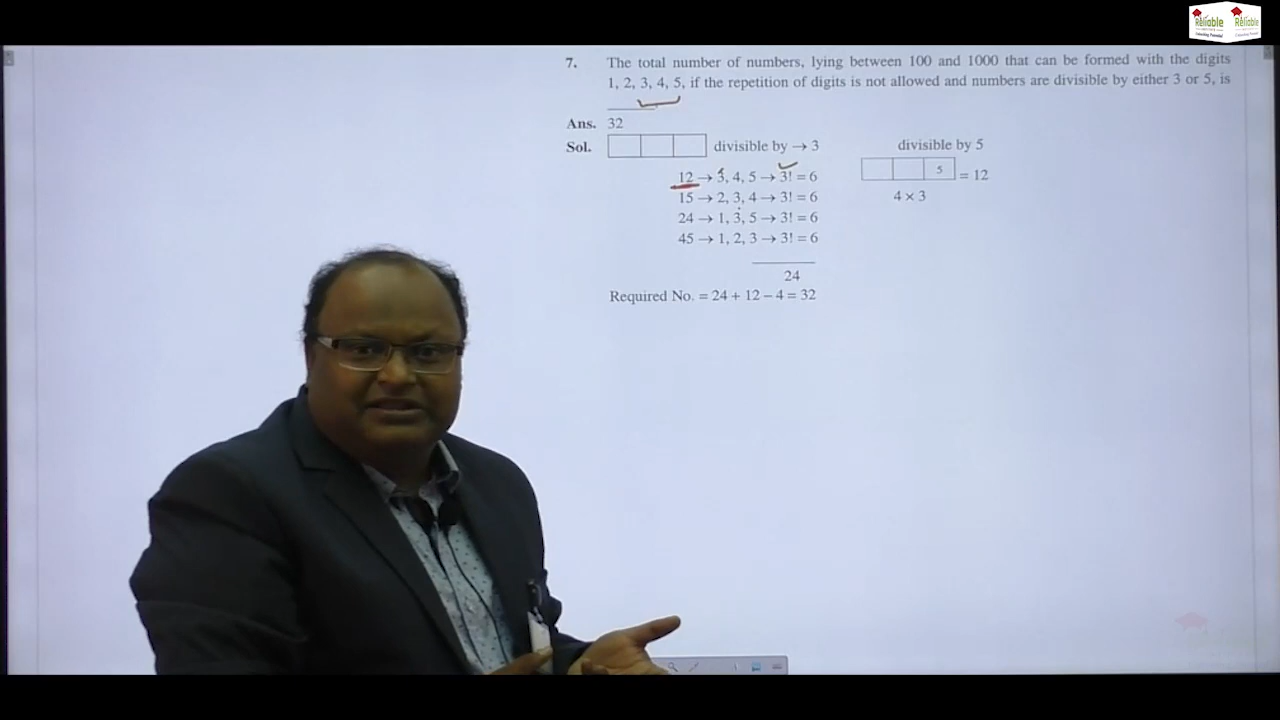 Reliable Reliable
7. The total number of numbers, lying between 100 and 1000 that can be formed with the digits
1, 2, 3, 4, 5, if the repetition of digits is not allowed and numbers are divisible by either 3 or 5, is
Ans. 32
Sol. divisible by → 3 divisible by 5
12 → 3, 4, 5 → 3! = 6 5 = 12
15 → 2, 3, 4 → 3! = 6 4 × 3
24 → 1, 3, 5 → 3! = 6
45 → 1, 2, 3 → 3! = 6
24
Required No. = 24 + 12 – 4 = 32